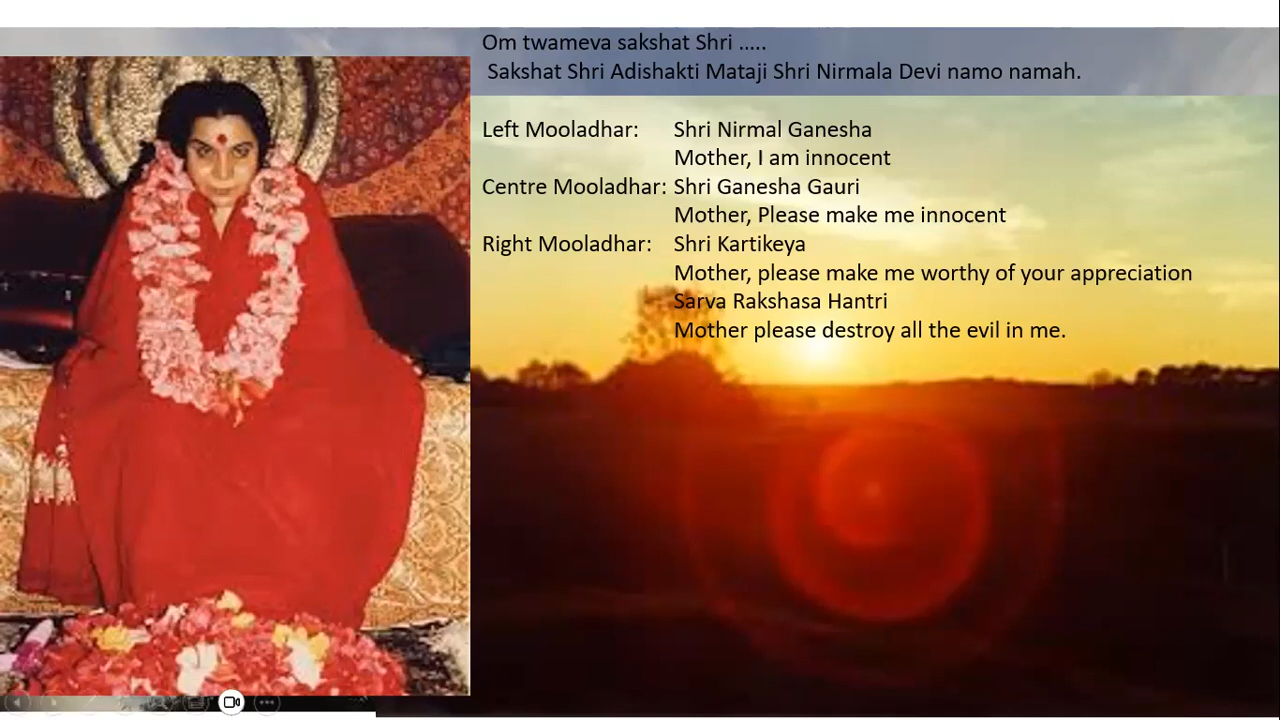 Om twameva sakshat Shri .....
Sakshat Shri Adishakti Mataji Shri Nirmala Devi namo namah.
Left Mooladhar: Shri Nirmal Ganesha
Mother, I am innocent
Centre Mooladhar: Shri Ganesha Gauri
Mother, Please make me innocent
Right Mooladhar: Shri Kartikeya
Mother, please make me worthy of your appreciation
Sarva Rakshasa Hantri
Mother please destroy all the evil in me.